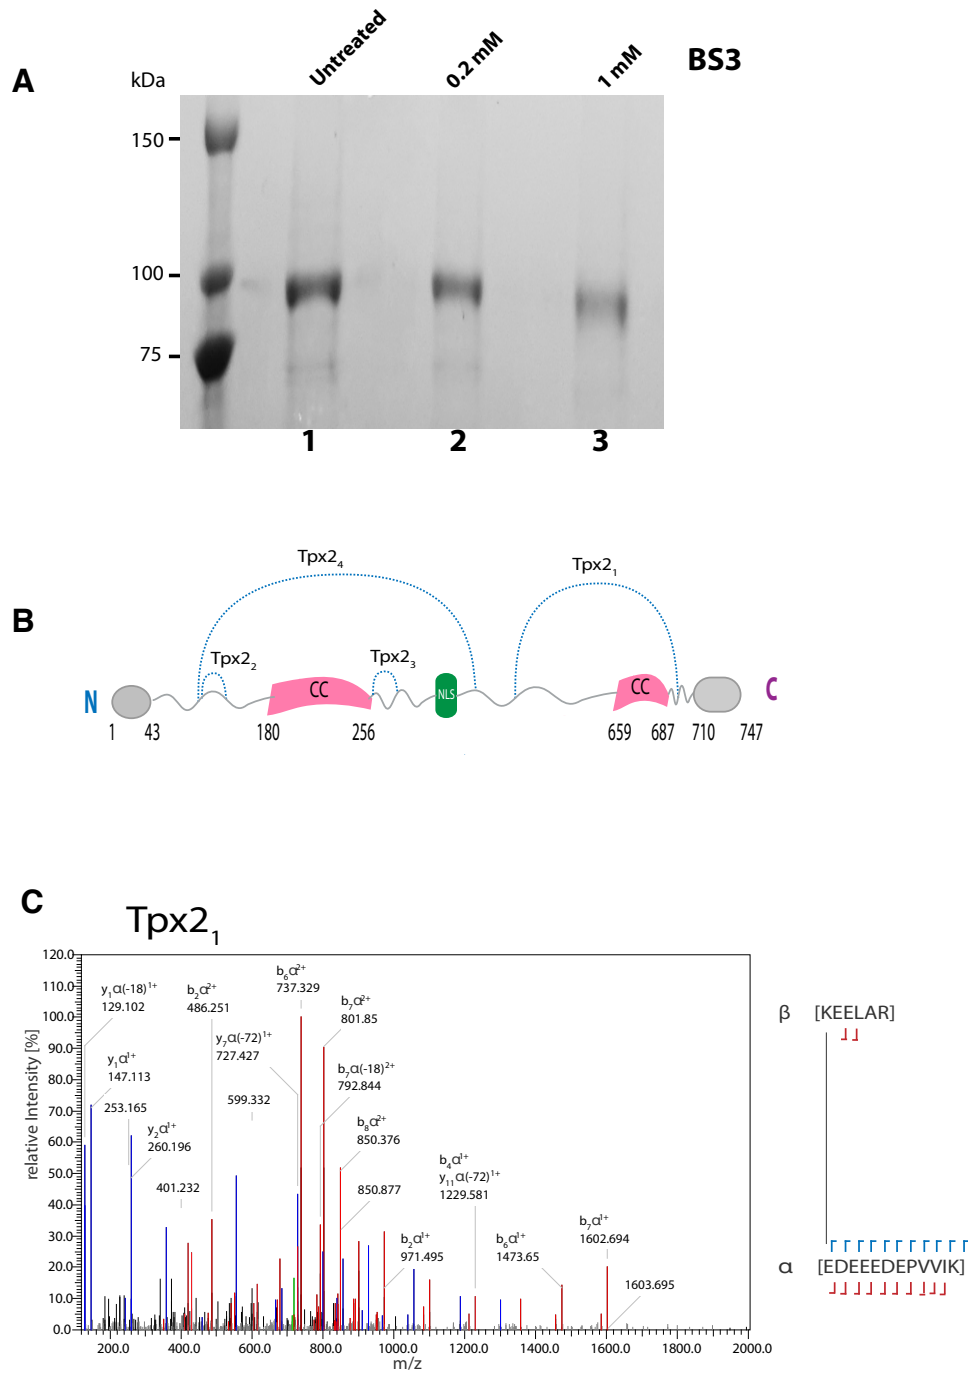 A
kDa
Untreated
0.2 mM
1 mM
BS3
150
100
75
1 2 3
B
Tpx2₄
Tpx2₁
Tpx2₂
Tpx2₃
N
CC
NLS
CC
C
1 43 180 256 659 687 710 747
C
Tpx2₁
relative Intensity [%]
120.0
110.0
100.0
90.0
80.0
70.0
60.0
50.0
40.0
30.0
20.0
10.0
0.0
y₁α(-18)¹⁺
129.102
y₁α¹⁺
147.113
253.165
y₂α¹⁺
260.196
401.232
b₂α²⁺
486.251
y₇α(-72)¹⁺
727.427
599.332
b₆α²⁺
737.329
b₇α²⁺
801.85
b₇α(-18)²⁺
792.844
b₈α²⁺
850.376
850.877
b₂α¹⁺
971.495
b₄α¹⁺
y₁₁α(-72)¹⁺
1229.581
b₆α¹⁺
1473.65
b₇α¹⁺
1602.694
1603.695
200.0 400.0 600.0 800.0 1000.0 1200.0 1400.0 1600.0 1800.0 2000.0
m/z
β [KEELAR]
α [EDEEEDEPVVIK]